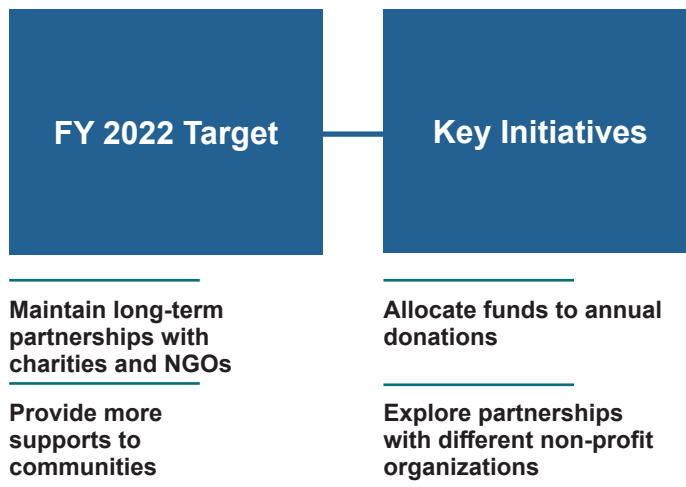 FY 2022 Target
Key Initiatives
Maintain long-term
partnerships with
charities and NGOs
Provide more
supports to
communities
Allocate funds to annual
donations
Explore partnerships
with different non-profit
organizations